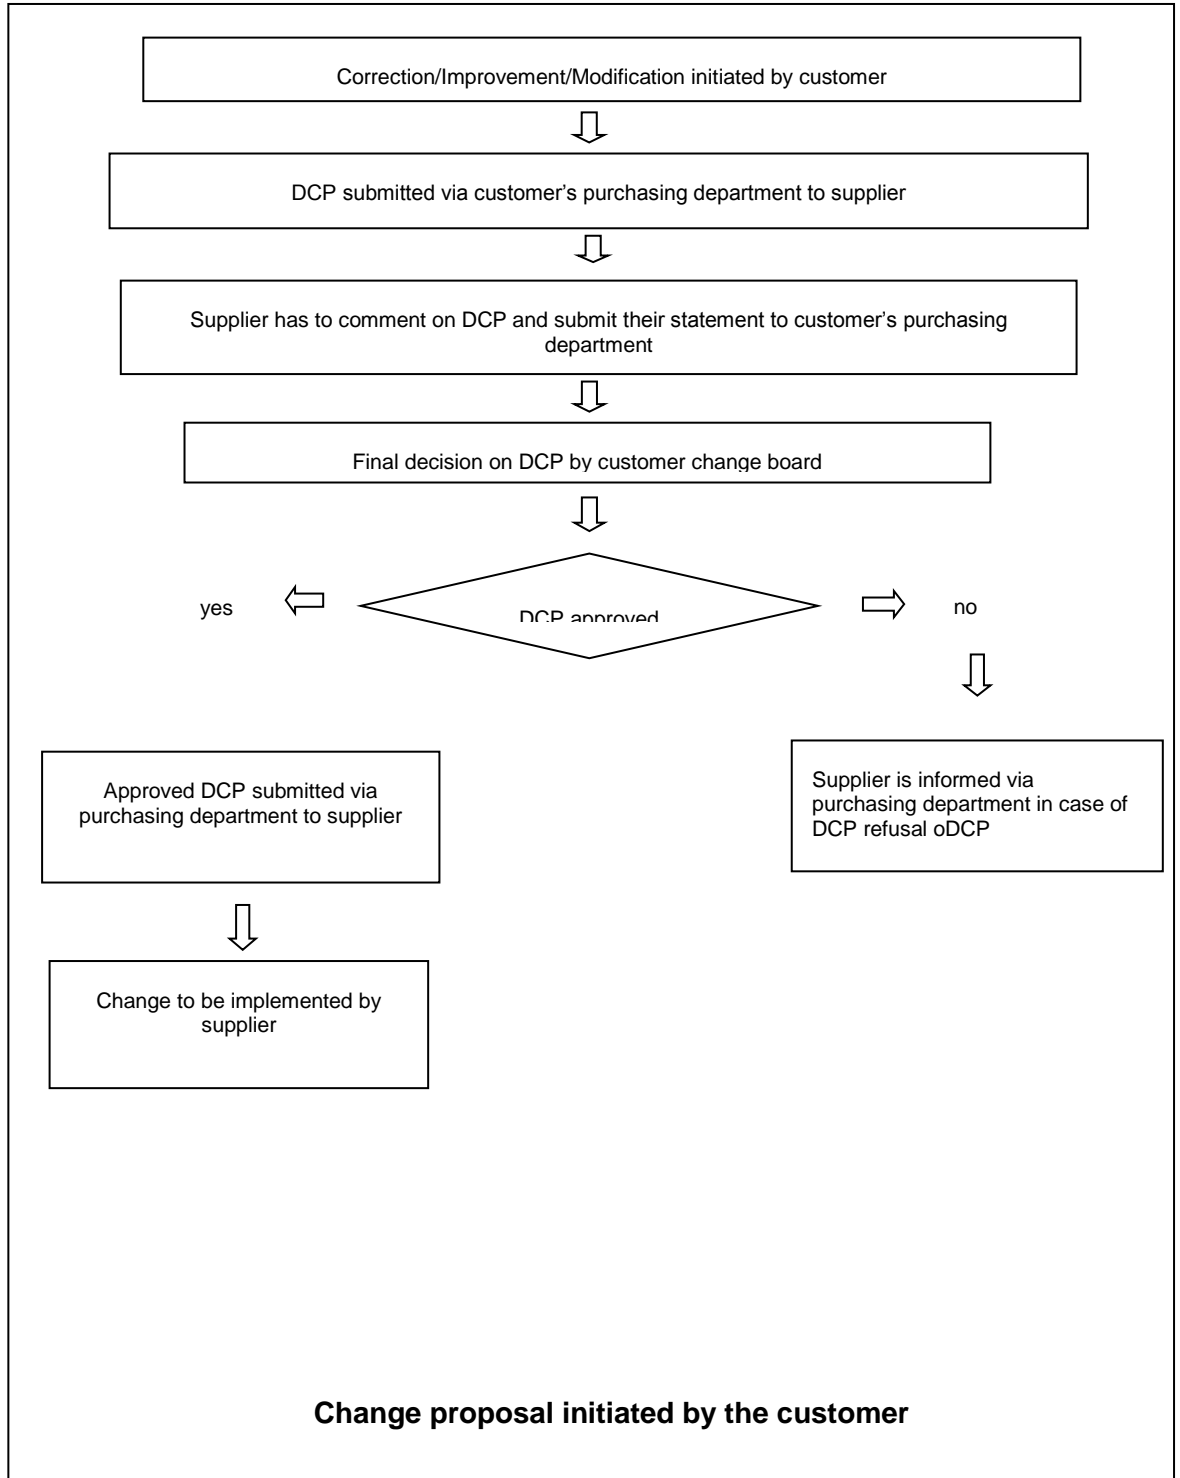 Correction/Improvement/Modification initiated by customer
DCP submitted via customer’s purchasing department to supplier
Supplier has to comment on DCP and submit their statement to customer’s purchasing
department
Final decision on DCP by customer change board
DCP approved
yes
no
Approved DCP submitted via
purchasing department to supplier
Supplier is informed via
purchasing department in case of
DCP refusal oDCP
Change to be implemented by
supplier
Change proposal initiated by the customer